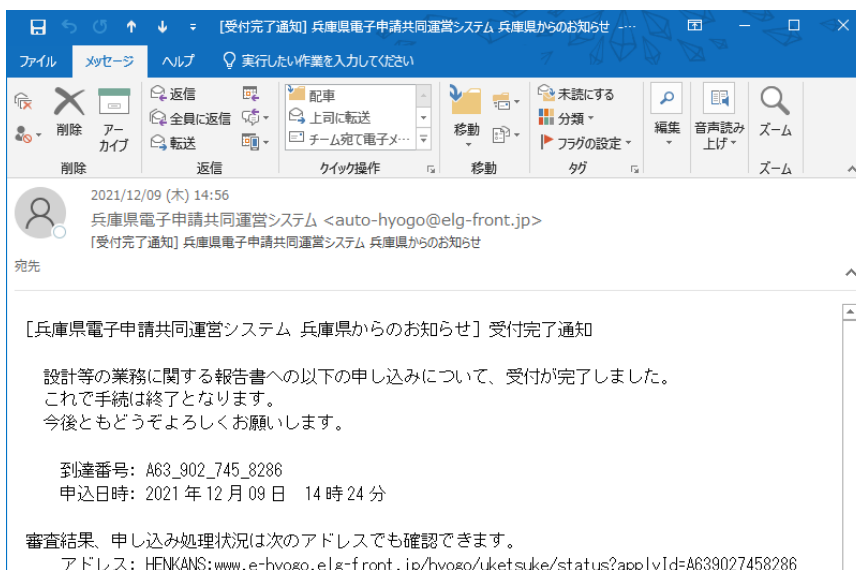 [受付完了通知] 兵庫県電子申請共同運営システム 兵庫県からのお知らせ ―…
ファイル メッセージ ヘルプ 実行したい作業を入力してください
削除 アーカイブ 返信 全員に返信 転送 配車 上司に転送 チーム宛て電子メ… 移動 未読にする 分類 フラグの設定 編集 音声読み上げ ズーム
削除 返信 クイック操作 移動 タグ ズーム
2021/12/09 (木) 14:56
兵庫県電子申請共同運営システム <auto-hyogo@elg-front.jp>
[受付完了通知] 兵庫県電子申請共同運営システム 兵庫県からのお知らせ
宛先
[兵庫県電子申請共同運営システム 兵庫県からのお知らせ] 受付完了通知
設計等の業務に関する報告書への以下の申し込みについて、受付が完了しました。
これで手続は終了となります。
今後ともどうぞよろしくお願いします。
到達番号: A63_902_745_8286
申込日時: 2021年12月09日 14時24分
審査結果、申し込み処理状況は次のアドレスでも確認できます。
アドレス: HENKANS:www.e-hyogo.elg-front.jp/hyogo/uketsuke/status?applyId=A639027458286